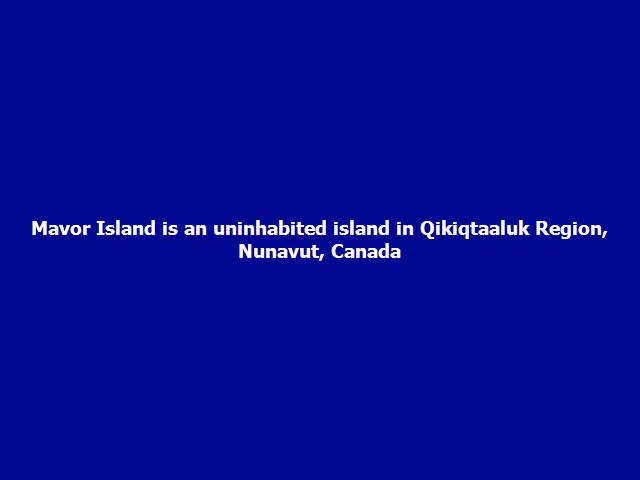 Mavor Island is an uninhabited island in Qikiqtaaluk Region,
Nunavut, Canada